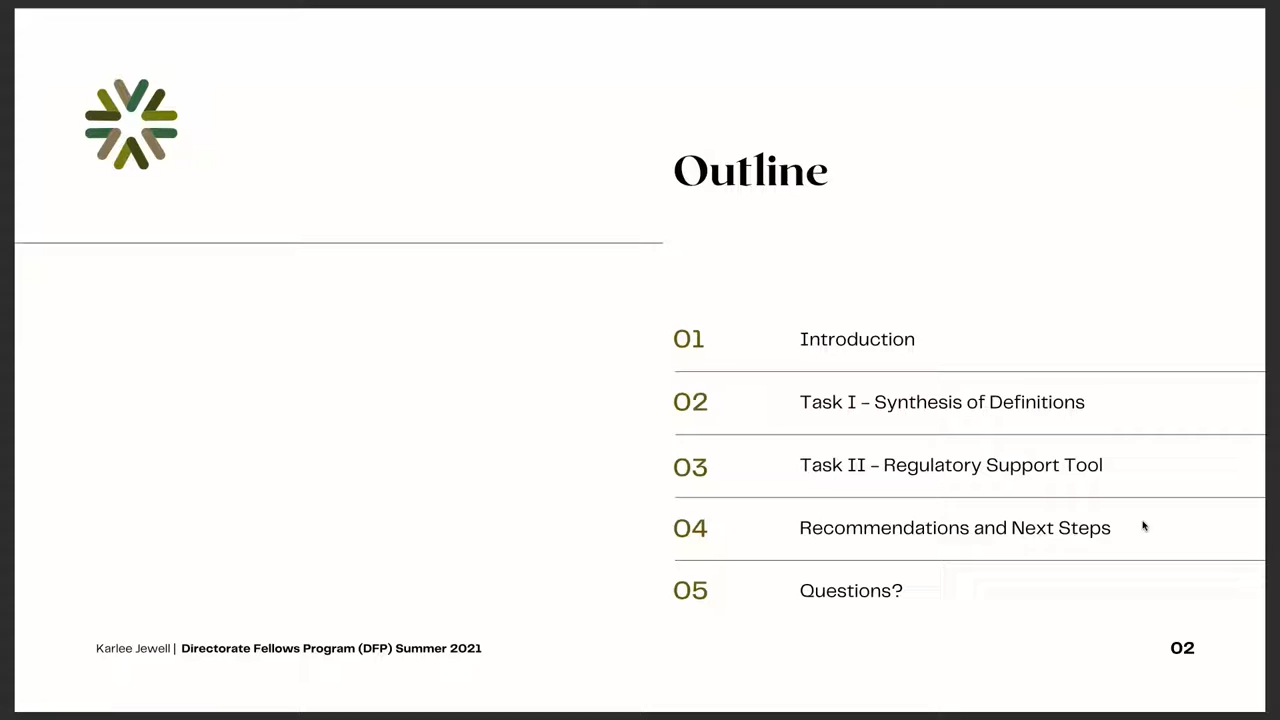 Outline
01 Introduction
02 Task I - Synthesis of Definitions
03 Task II - Regulatory Support Tool
04 Recommendations and Next Steps
05 Questions?
Karlee Jewell | Directorate Fellows Program (DFP) Summer 2021
02